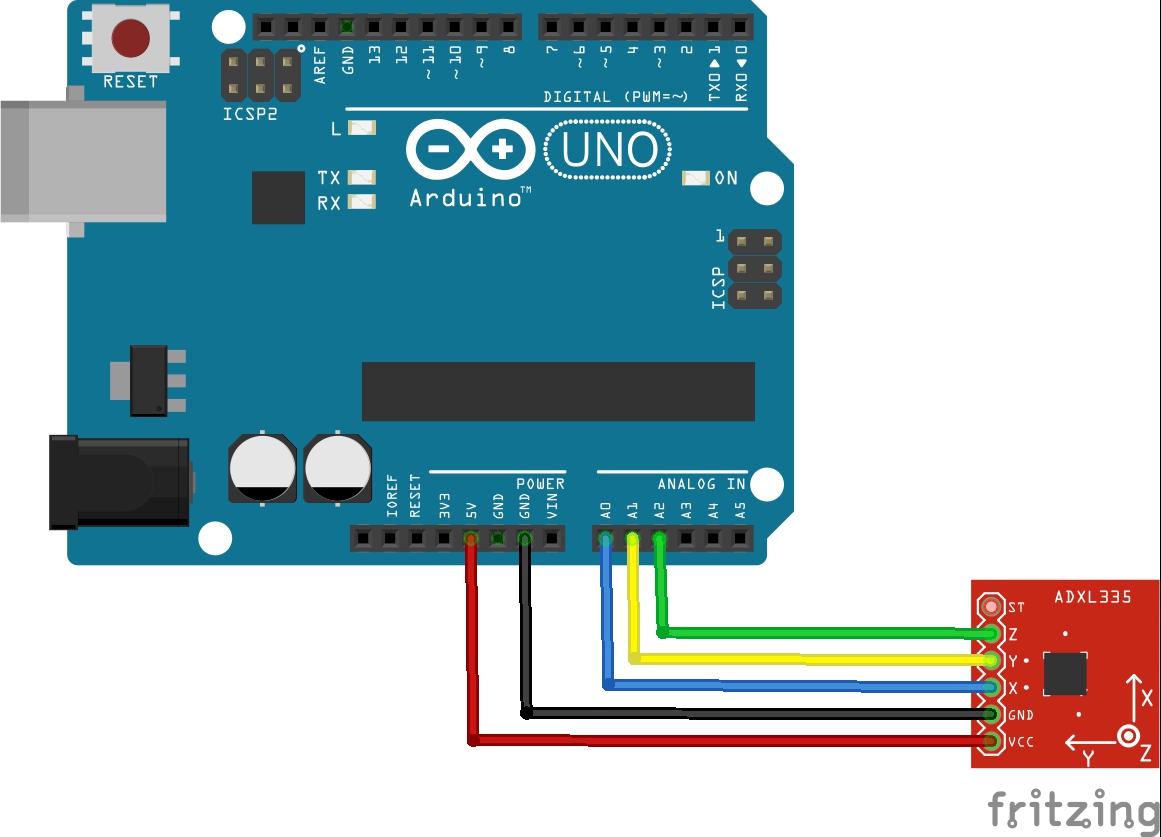 RESET
ICSP2
AREF
GND
13
12
~11
~10
~9
8
7
~6
~5
4
~3
2
TX0▶1
RX0◀0
DIGITAL (PWM=~)
L
TX
RX
Arduino™
UNO
ON
1
ICSP
IOREF
RESET
3V3
5V
GND
GND
VIN
POWER
ANALOG IN
A0
A1
A2
A3
A4
A5
ADXL335
ST
Z
Y
X
GND
VCC
X
Y
Z
fritzing